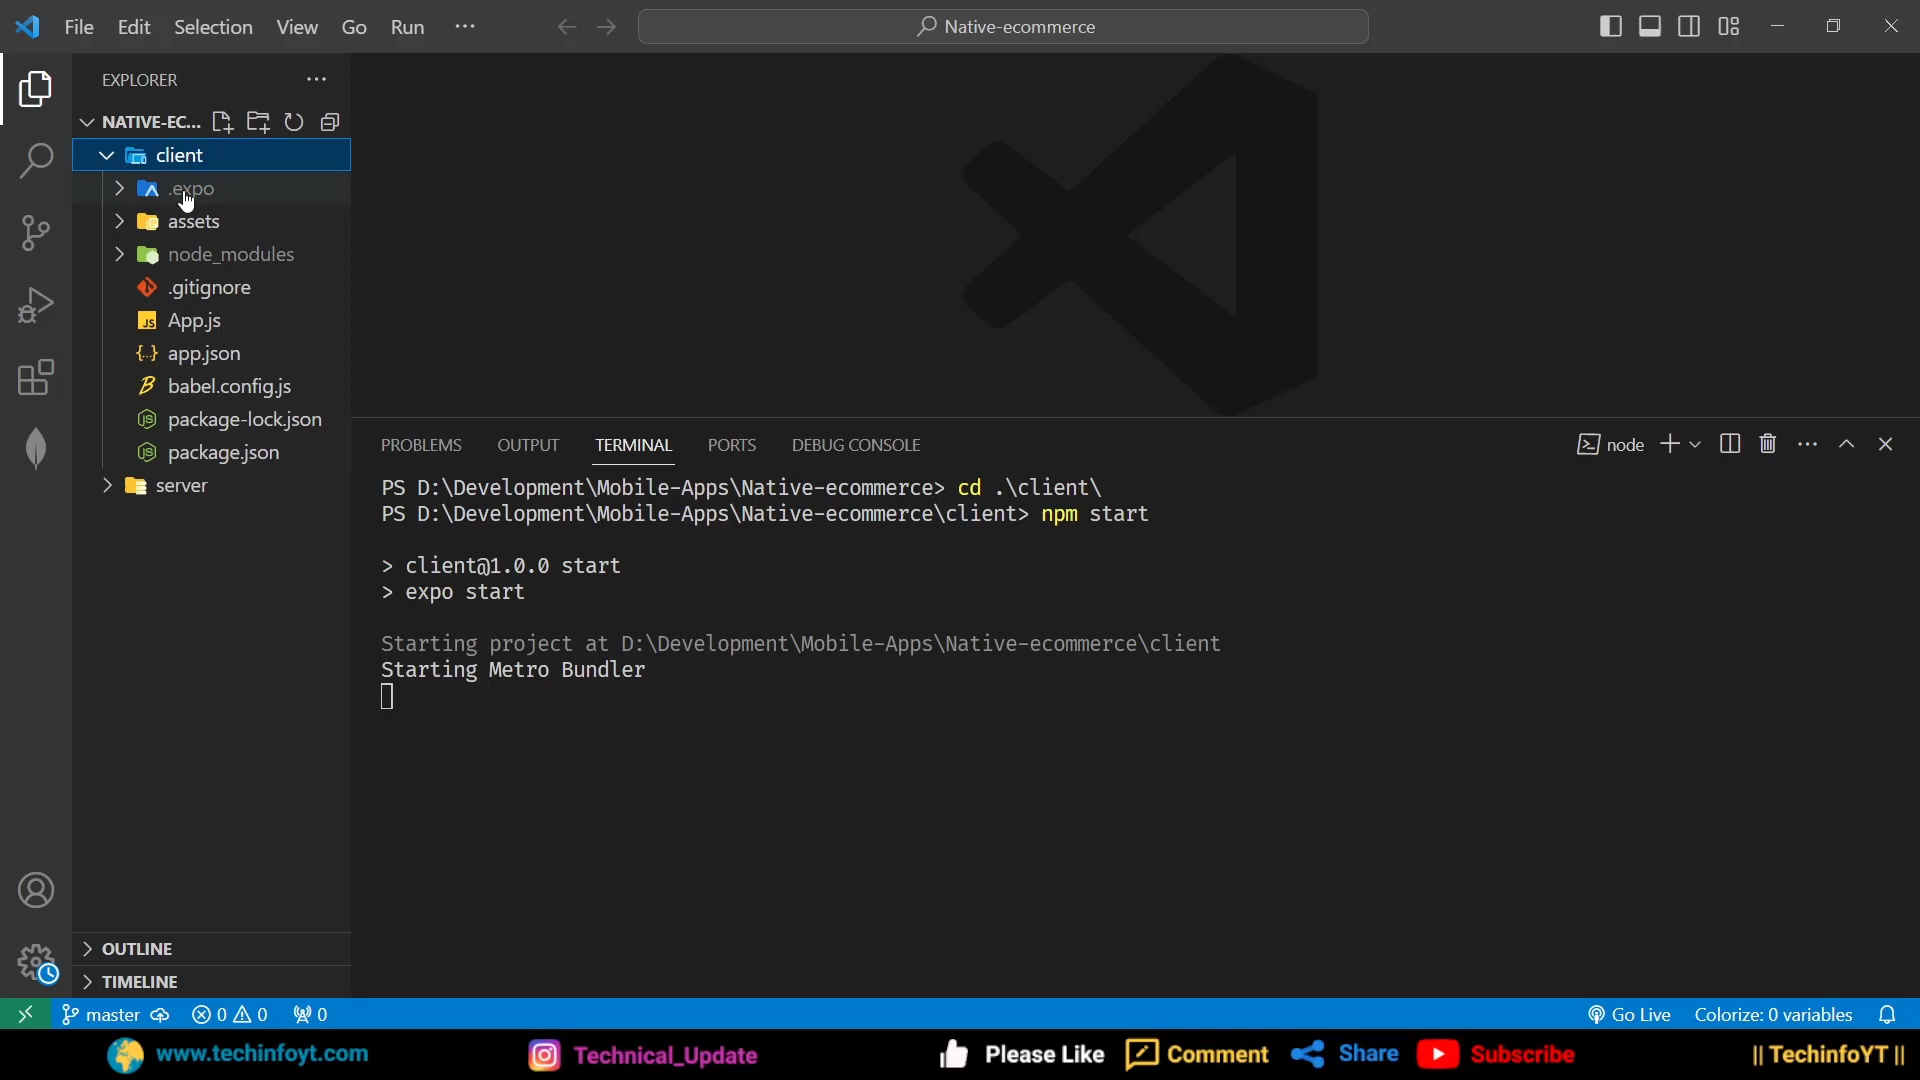 File Edit Selection View Go Run ···
Native-ecommerce
EXPLORER
NATIVE-EC...
client
.expo
assets
node_modules
.gitignore
App.js
app.json
babel.config.js
package-lock.json
package.json
server
OUTLINE
TIMELINE
PROBLEMS OUTPUT TERMINAL PORTS DEBUG CONSOLE
node
PS D:\Development\Mobile-Apps\Native-ecommerce> cd .\client\
PS D:\Development\Mobile-Apps\Native-ecommerce\client> npm start
> client@1.0.0 start
> expo start
Starting project at D:\Development\Mobile-Apps\Native-ecommerce\client
Starting Metro Bundler
master 0 0 0 Go Live Colorize: 0 variables
www.techinfoyt.com Technical_Update Please Like Comment Share Subscribe || TechinfoYT ||